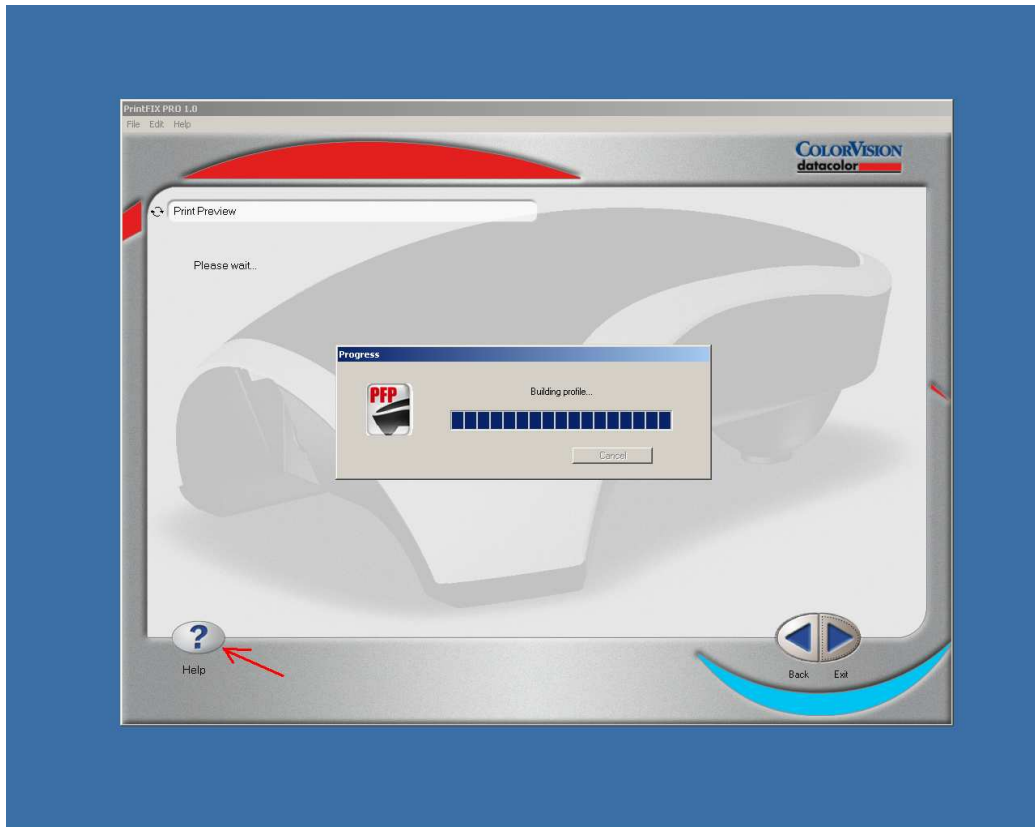 PrintFIX PRO 1.0
File Edit Help
COLORVISION
datacolor
Print Preview
Please wait...
Progress
PFP
Building profile...
Cancel
?
Help
Back Exit